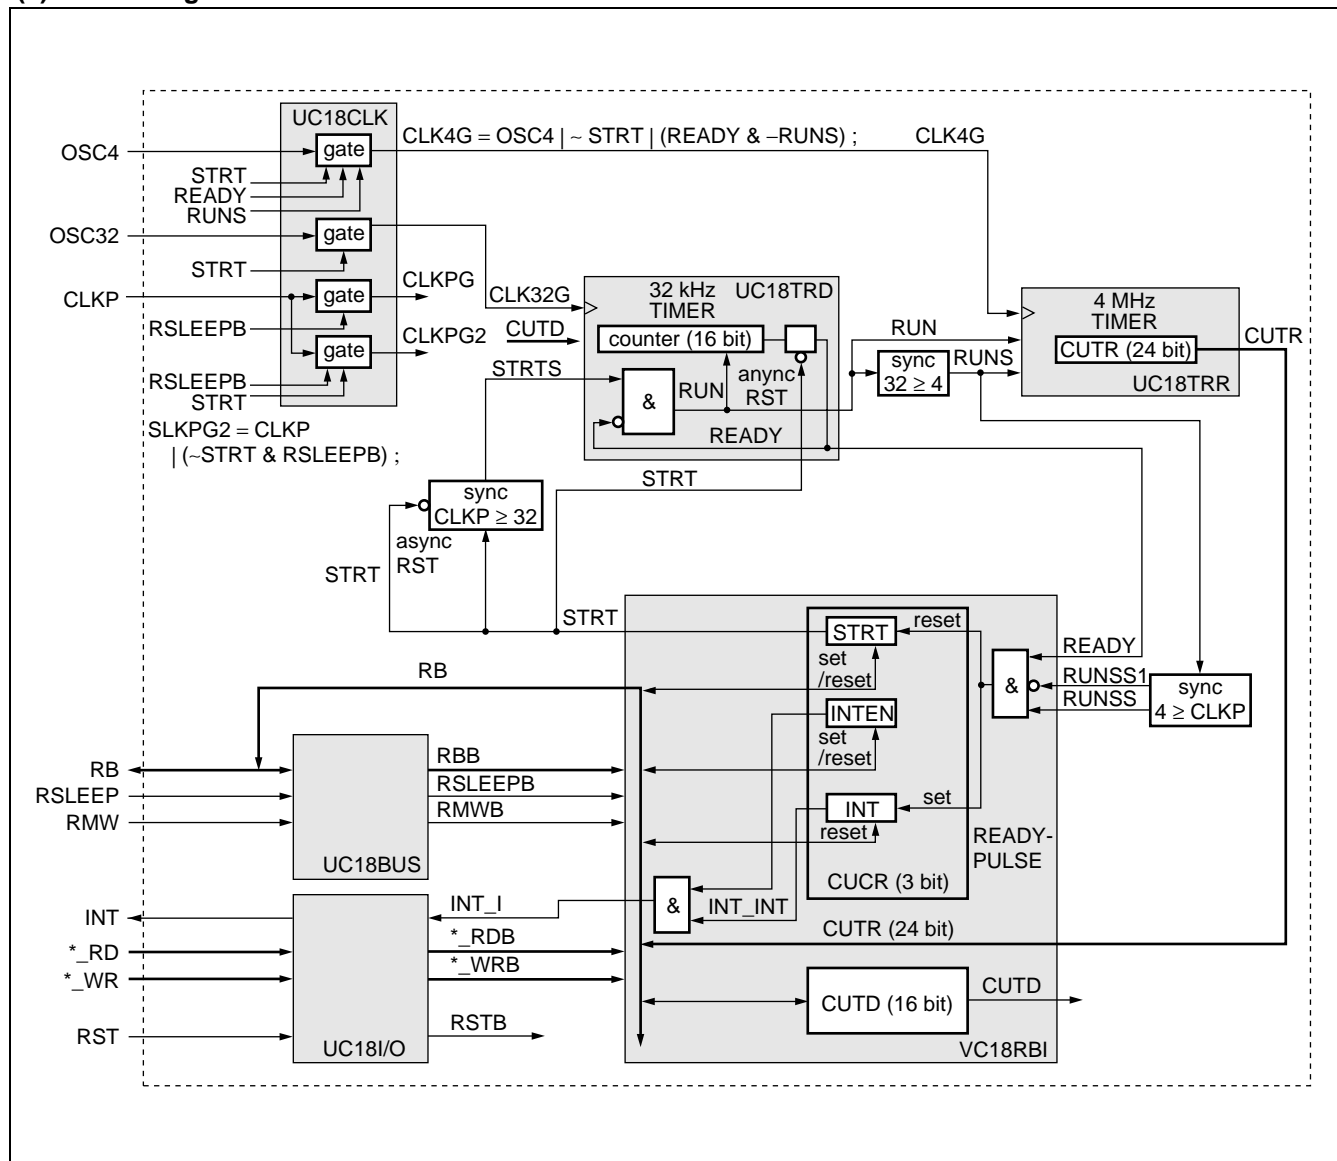 UC18CLK
OSC4
gate
CLK4G = OSC4 | ~ STRT | (READY & –RUNS) ;
CLK4G
STRT
READY
RUNS
OSC32
gate
STRT
CLKP
gate
CLKPG
RSLEEPB
gate
CLKPG2
RSLEEPB
STRT
SLKPG2 = CLKP
| (~STRT & RSLEEPB) ;
CLK32G
CUTD
STRTS
32 kHz
TIMER
UC18TRD
counter (16 bit)
&
RUN
anync
RST
READY
RUN
sync
32 ≥ 4
RUNS
4 MHz
TIMER
CUTR (24 bit)
UC18TRR
CUTR
STRT
sync
CLKP ≥ 32
async
RST
STRT
STRT
STRT
reset
set
/reset
INTEN
set
/reset
INT
set
reset
CUCR (3 bit)
READY-
PULSE
&
READY
RUNSS1
RUNSS
sync
4 ≥ CLKP
RB
RB
RSLEEP
RMW
UC18BUS
RBB
RSLEEPB
RMWB
INT
*_RD
*_WR
RST
UC18I/O
INT_I
*_RDB
*_WRB
RSTB
&
INT_INT
CUTR (24 bit)
CUTD (16 bit)
CUTD
VC18RBI